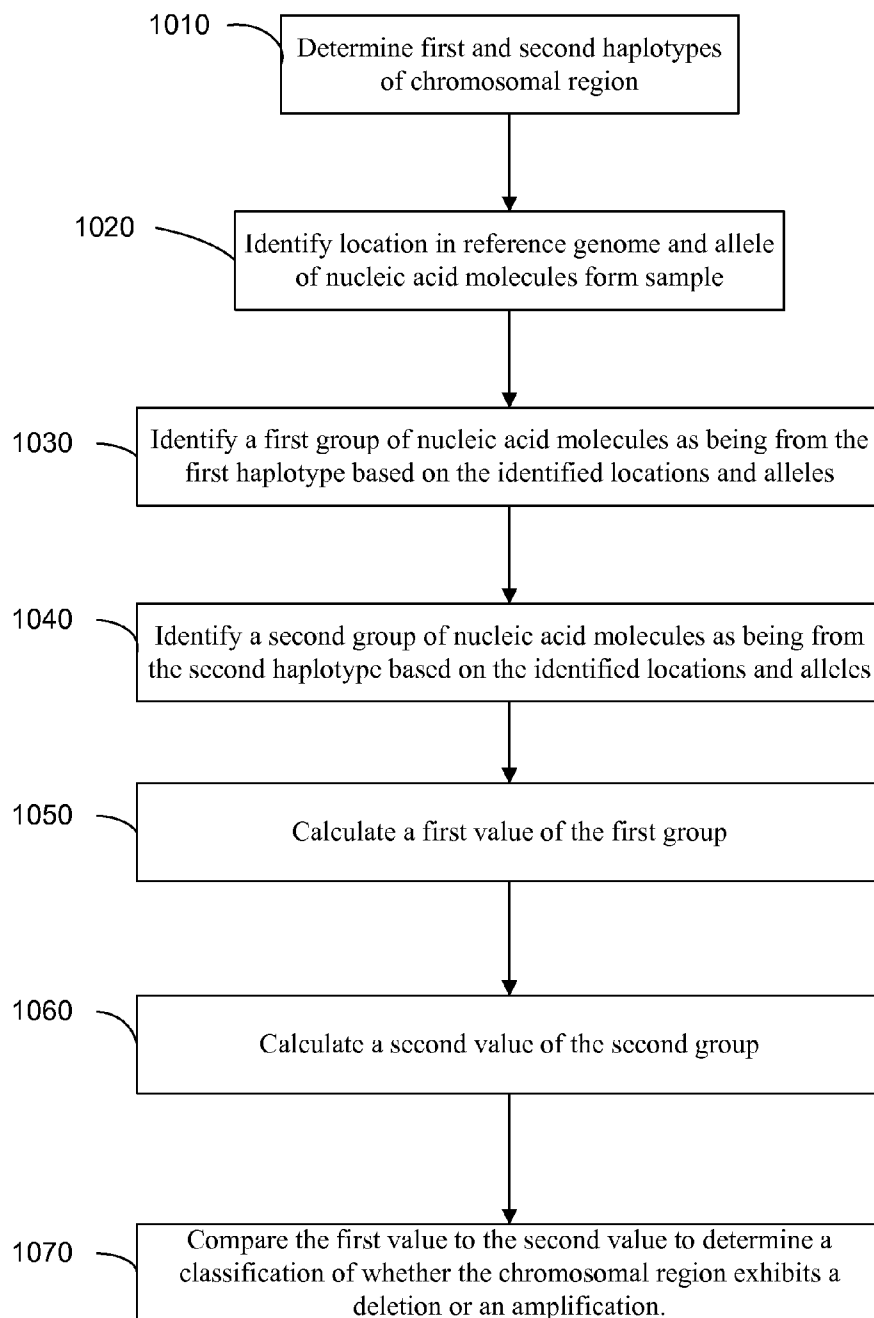 1010
Determine first and second haplotypes
of chromosomal region
1020
Identify location in reference genome and allele
of nucleic acid molecules form sample
1030
Identify a first group of nucleic acid molecules as being from the
first haplotype based on the identified locations and alleles
1040
Identify a second group of nucleic acid molecules as being from
the second haplotype based on the identified locations and alleles
1050
Calculate a first value of the first group
1060
Calculate a second value of the second group
1070
Compare the first value to the second value to determine a
classification of whether the chromosomal region exhibits a
deletion or an amplification.